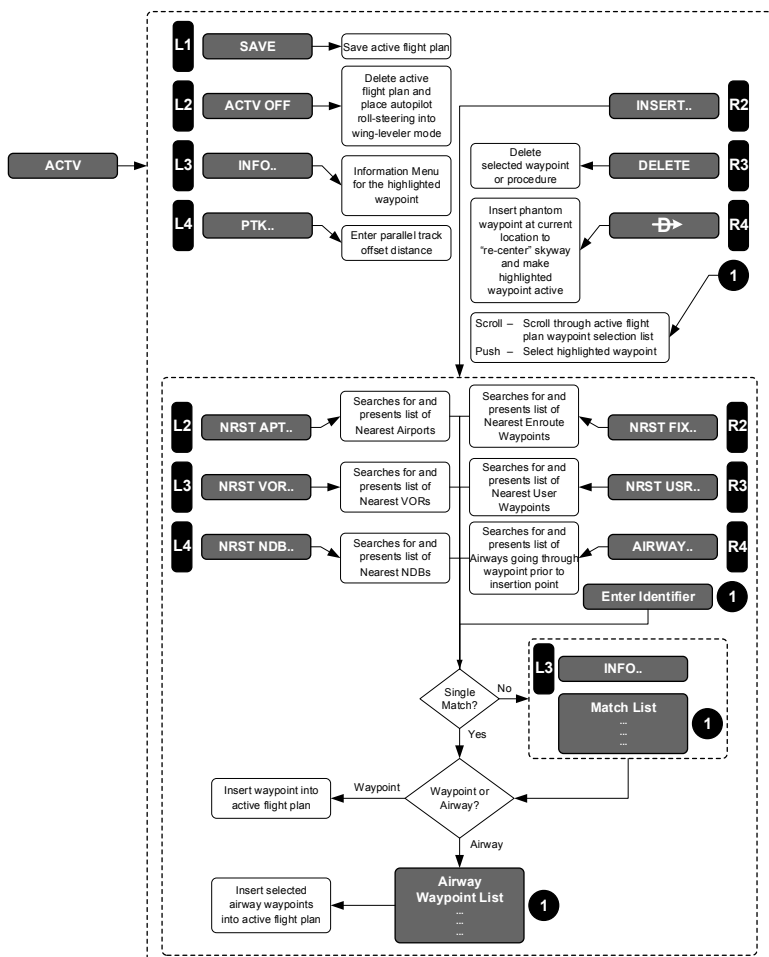 L1
SAVE
Save active flight plan
L2
ACTV OFF
Delete active
flight plan and
place autopilot
roll-steering into
wing-leveler mode
INSERT..
R2
ACTV
L3
INFO..
Information Menu
for the highlighted
waypoint
Delete
selected waypoint
or procedure
DELETE
R3
L4
PTK..
Enter parallel track
offset distance
Insert phantom
waypoint at current
location to
“re-center” skyway
and make
highlighted
waypoint active
D
R4
1
Scroll – Scroll through active flight
plan waypoint selection list
Push – Select highlighted waypoint
L2
NRST APT..
Searches for and
presents list of
Nearest Airports
Searches for and
presents list of
Nearest Enroute
Waypoints
NRST FIX..
R2
L3
NRST VOR..
Searches for and
presents list of
Nearest VORs
Searches for and
presents list of
Nearest User
Waypoints
NRST USR..
R3
L4
NRST NDB..
Searches for and
presents list of
Nearest NDBs
Searches for and
presents list of
Airways going through
waypoint prior to
insertion point
AIRWAY..
R4
Enter Identifier
1
L3
INFO..
Single
Match?
No
Match List
...
...
...
1
Yes
Insert waypoint into
active flight plan
Waypoint
Waypoint or
Airway?
Airway
Insert selected
airway waypoints
into active flight plan
Airway
Waypoint List
...
...
...
1